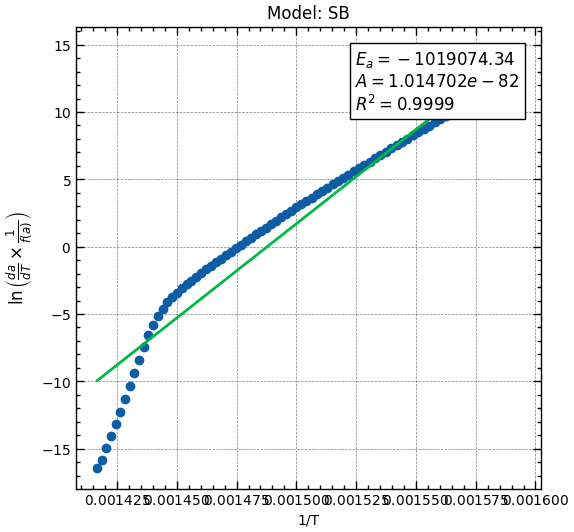 Model: SB
E_a = −1019074.34
A = 1.014702e − 82
R^2 = 0.9999
15
10
5
0
−5
−10
−15
ln(da/dT × 1/f(a))
0.001425 0.001450 0.001475 0.001500 0.001525 0.001550 0.001575 0.001600
1/T